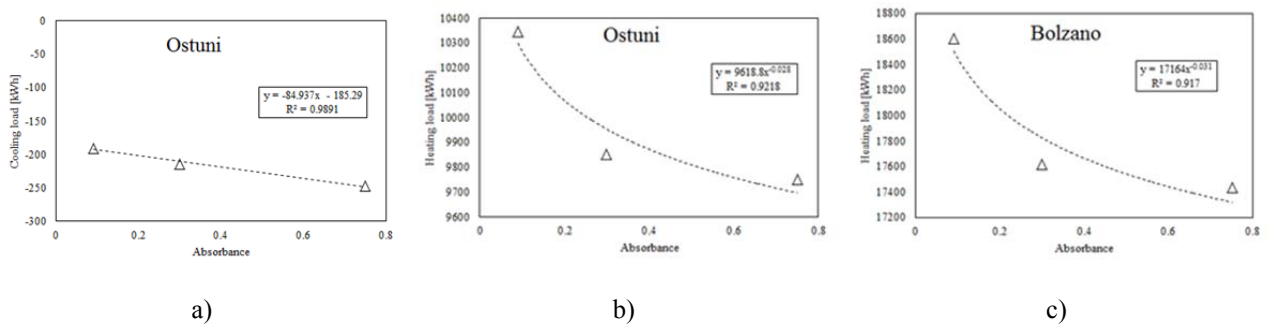 Ostuni
Cooling load [kWh]
0
-50
-100
-150
-200
-250
-300
y = -84.937x - 185.29
R² = 0.9891
0 0.2 0.4 0.6 0.8
Absorbance
a)
Ostuni
Heating load [kWh]
10400
10300
10200
10100
10000
9900
9800
9700
9600
y = 9618.8x^-0.028
R² = 0.9218
0 0.2 0.4 0.6 0.8
Absorbance
b)
Bolzano
Heating load [kWh]
18800
18600
18400
18200
18000
17800
17600
17400
17200
y = 17164x^-0.031
R² = 0.917
0 0.2 0.4 0.6 0.8
Absorbance
c)